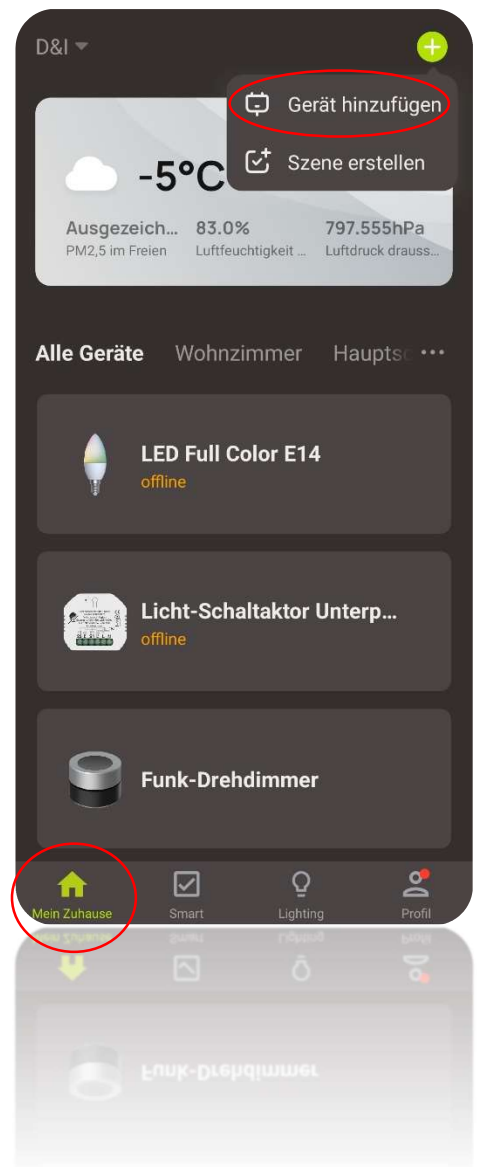 D&I
Gerät hinzufügen
Szene erstellen
-5°C
Ausgezeich... 83.0% 797.555hPa
PM2,5 im Freien Luftfeuchtigkeit ... Luftdruck drauss...
Alle Geräte Wohnzimmer Hauptsc
LED Full Color E14
offline
Licht-Schaltaktor Unterp...
offline
Funk-Drehdimmer
Mein Zuhause Smart Lighting Profil